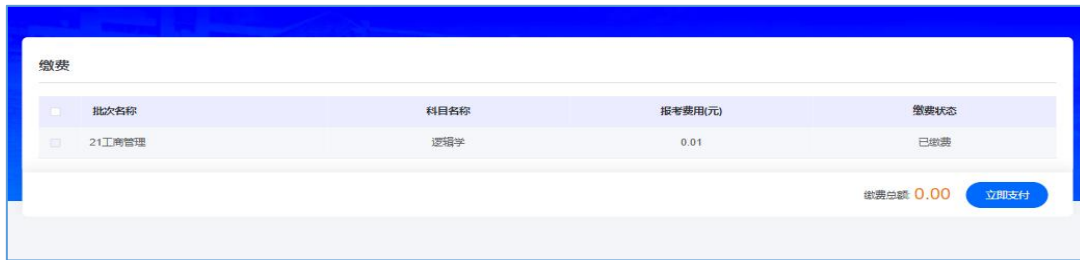 缴费
批次名称 科目名称 报考费用(元) 缴费状态
21工商管理 逻辑学 0.01 已缴费
缴费总额: 0.00 立即支付